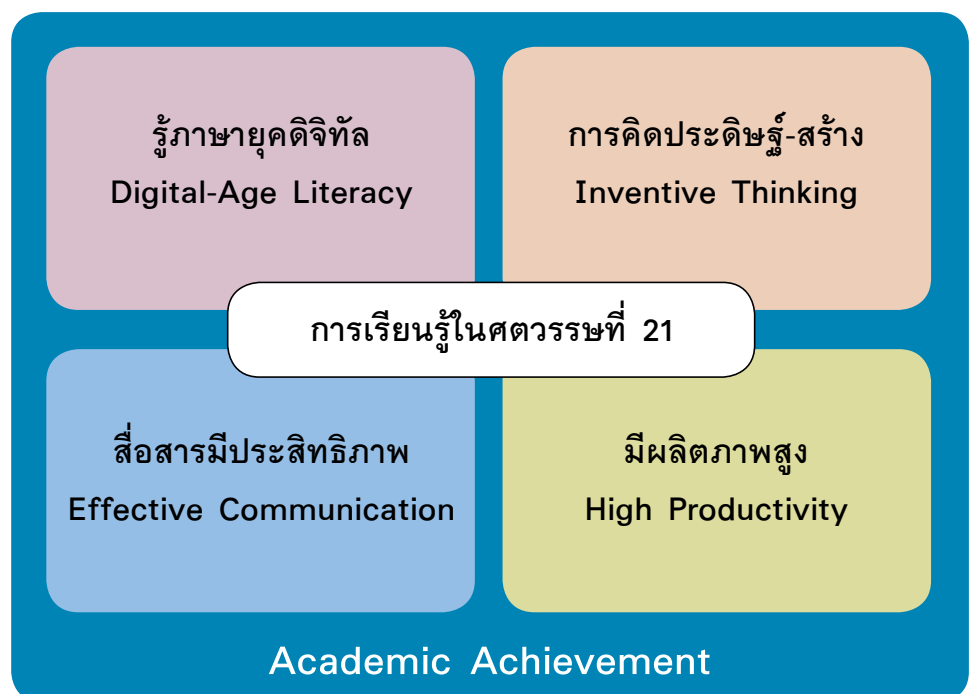 รู้ภาษายุคดิจิทัล
Digital-Age Literacy
การคิดประดิษฐ์-สร้าง
Inventive Thinking
การเรียนรู้ในศตวรรษที่ 21
สื่อสารมีประสิทธิภาพ
Effective Communication
มีผลิตภาพสูง
High Productivity
Academic Achievement